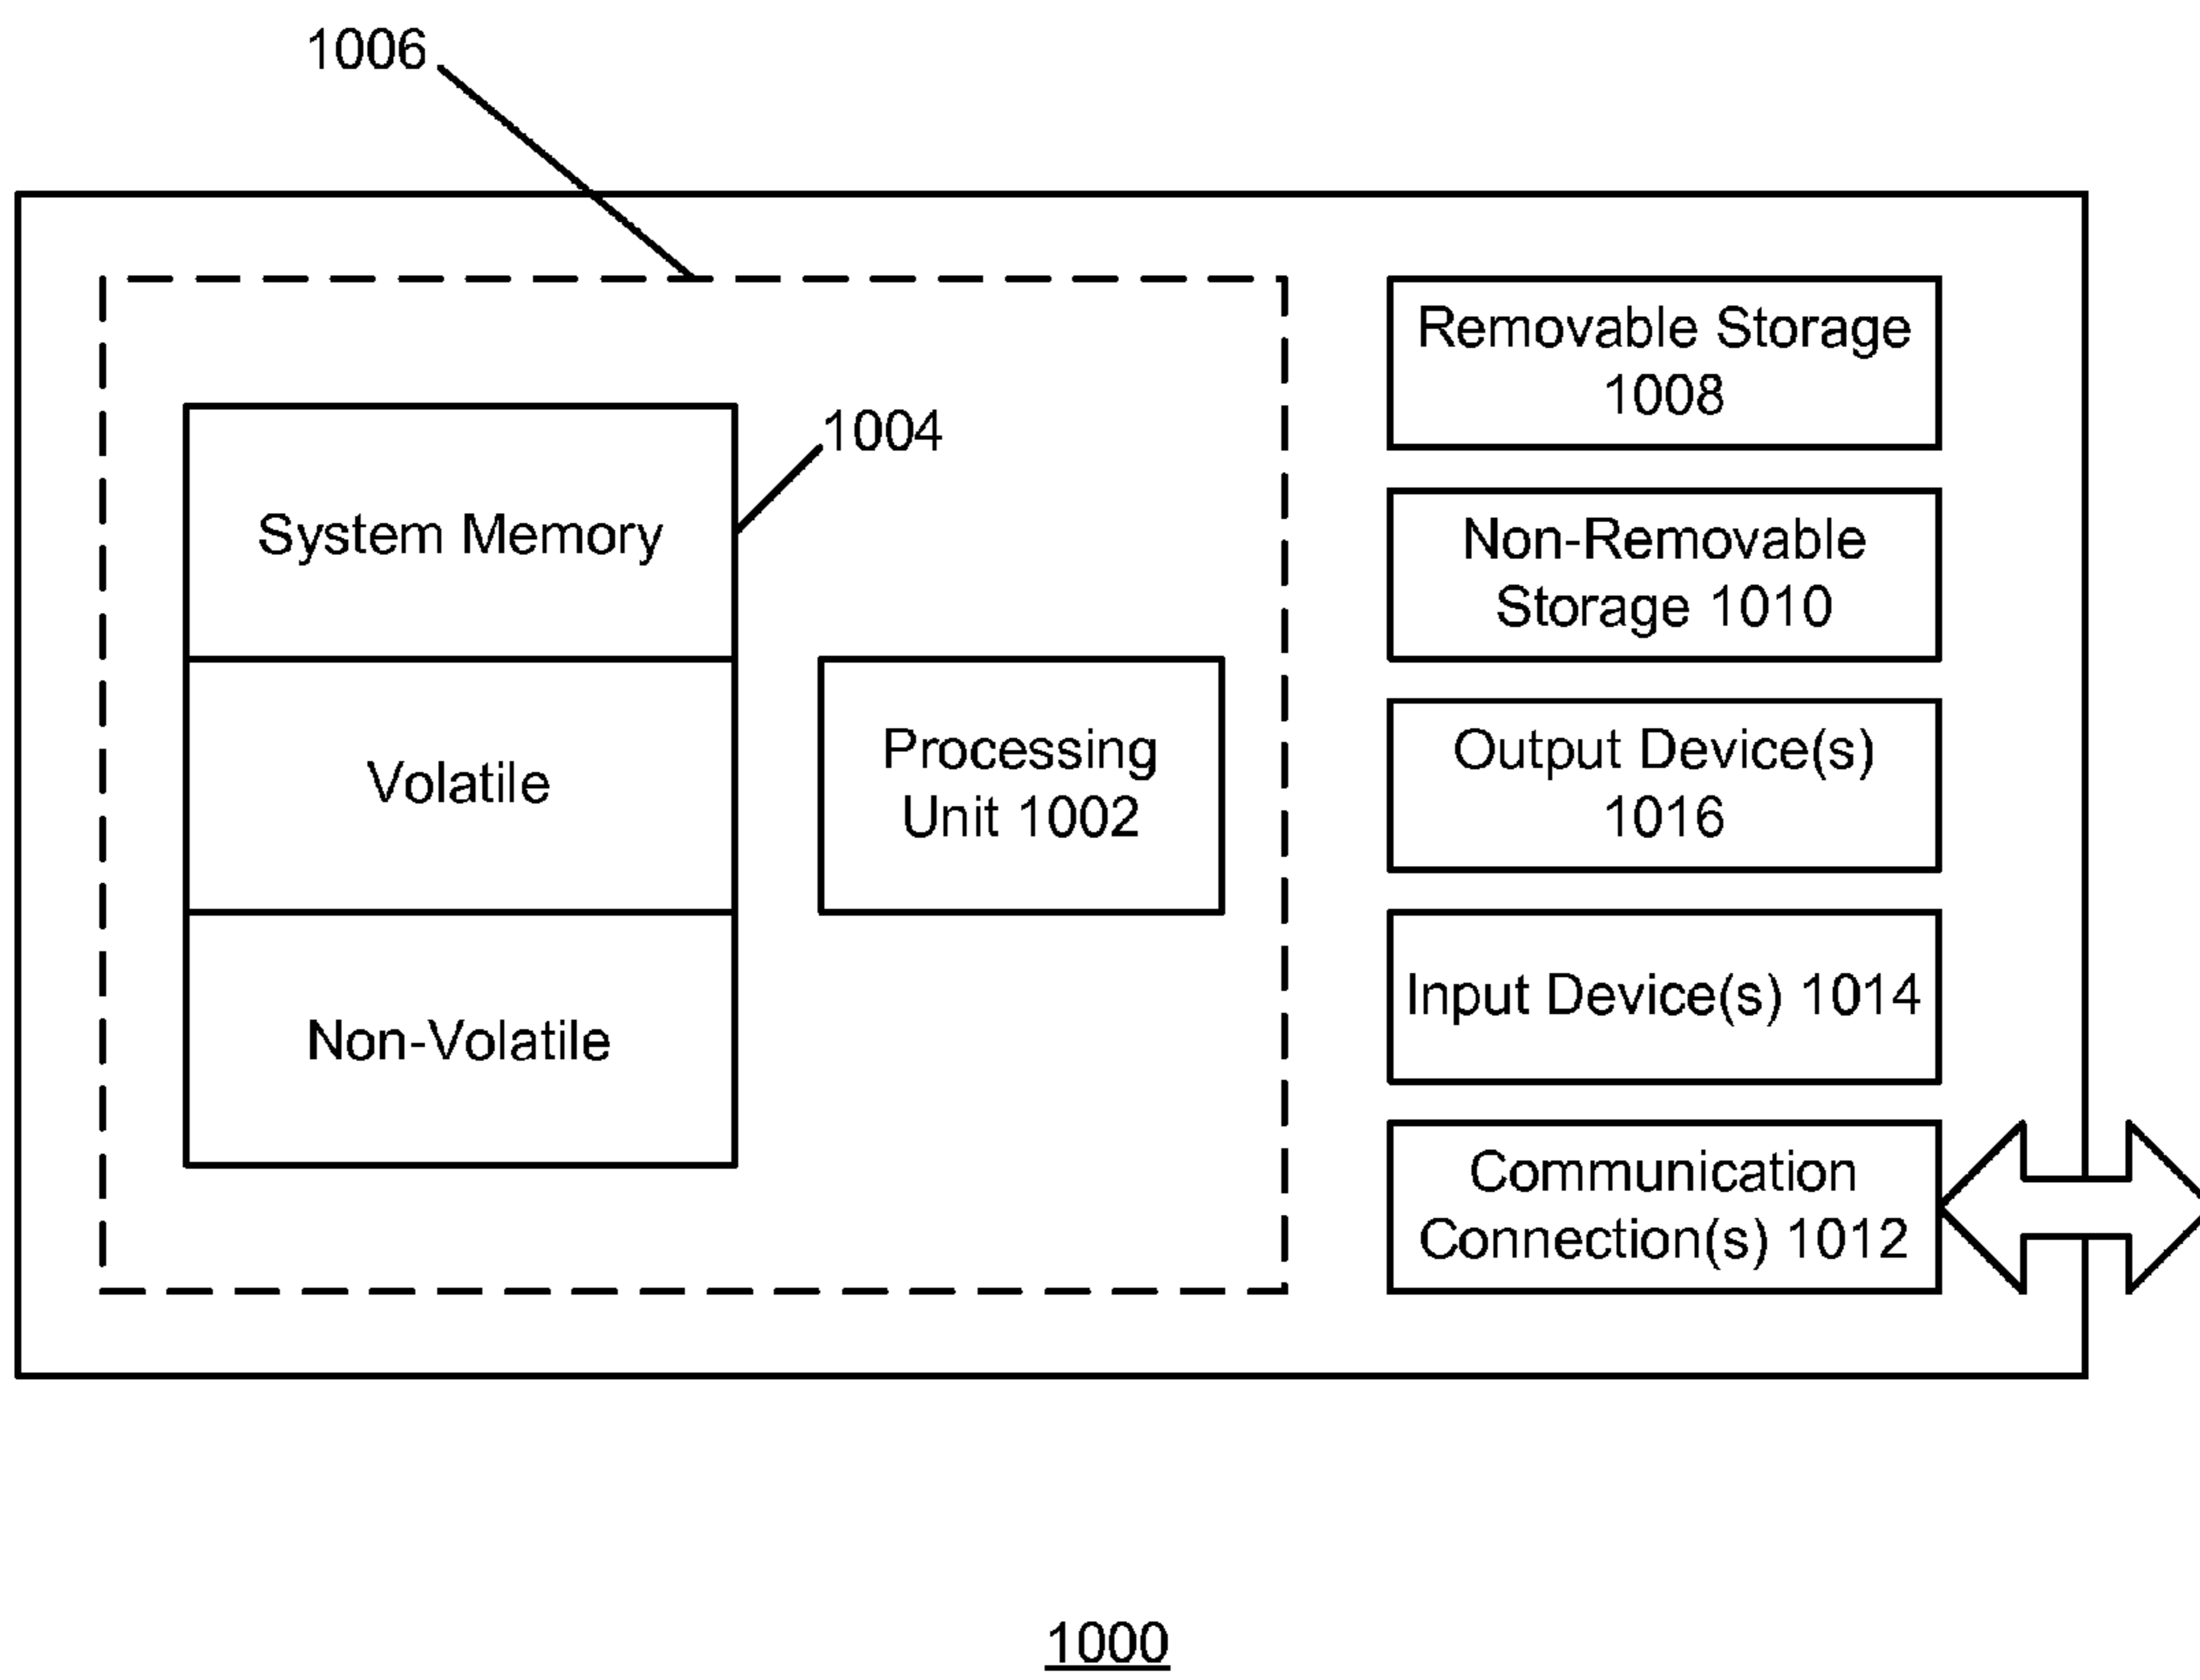 1006
1004
System Memory
Volatile
Non-Volatile
Processing
Unit 1002
Removable Storage
1008
Non-Removable
Storage 1010
Output Device(s)
1016
Input Device(s) 1014
Communication
Connection(s) 1012
1000